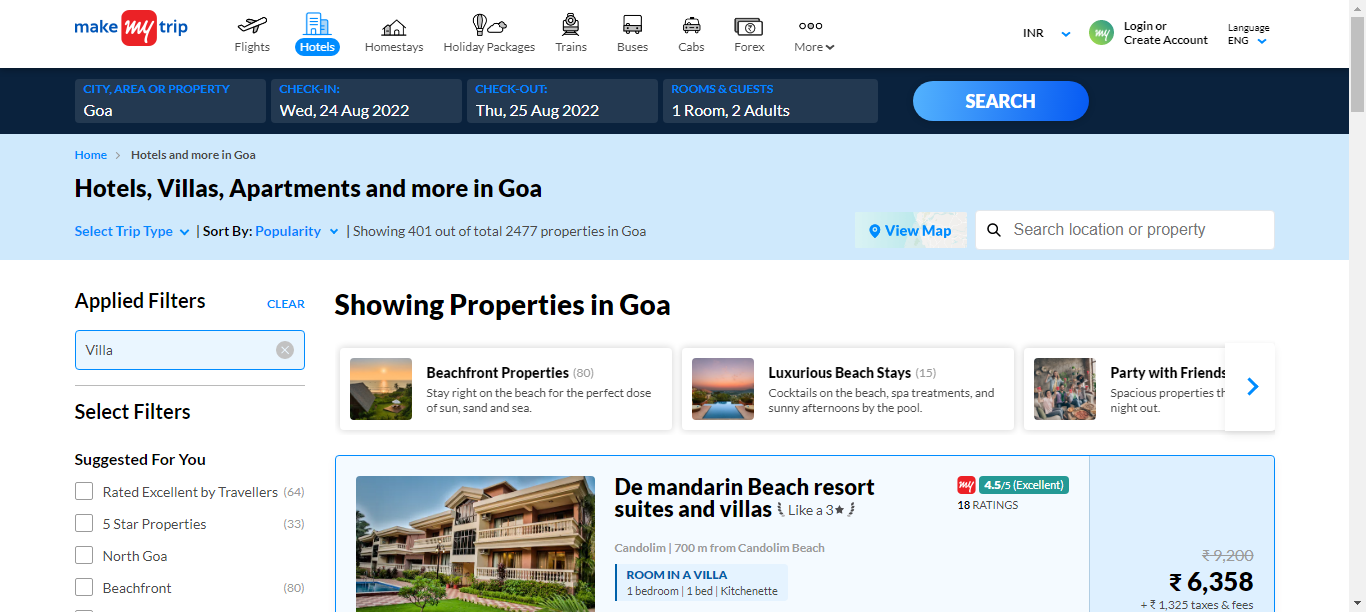 make my trip
Flights
Hotels
Homestays
Holiday Packages
Trains
Buses
Cabs
Forex
More
INR
my
Login or
Create Account
Language
ENG
CITY, AREA OR PROPERTY
Goa
CHECK-IN:
Wed, 24 Aug 2022
CHECK-OUT:
Thu, 25 Aug 2022
ROOMS & GUESTS
1 Room, 2 Adults
SEARCH
Home > Hotels and more in Goa
Hotels, Villas, Apartments and more in Goa
Select Trip Type | Sort By: Popularity | Showing 401 out of total 2477 properties in Goa
View Map
Search location or property
Applied Filters
CLEAR
Villa
Select Filters
Suggested For You
Rated Excellent by Travellers (64)
5 Star Properties (33)
North Goa
Beachfront (80)
Showing Properties in Goa
Beachfront Properties (80)
Stay right on the beach for the perfect dose
of sun, sand and sea.
Luxurious Beach Stays (15)
Cocktails on the beach, spa treatments, and
sunny afternoons by the pool.
Party with Friends
Spacious properties
night out.
De mandarin Beach resort
suites and villas Like a 3★
my 4.5/5 (Excellent)
18 RATINGS
Candolim | 700 m from Candolim Beach
ROOM IN A VILLA
1 bedroom | 1 bed | Kitchenette
₹ 9,200
₹ 6,358
+ ₹ 1,325 taxes & fees